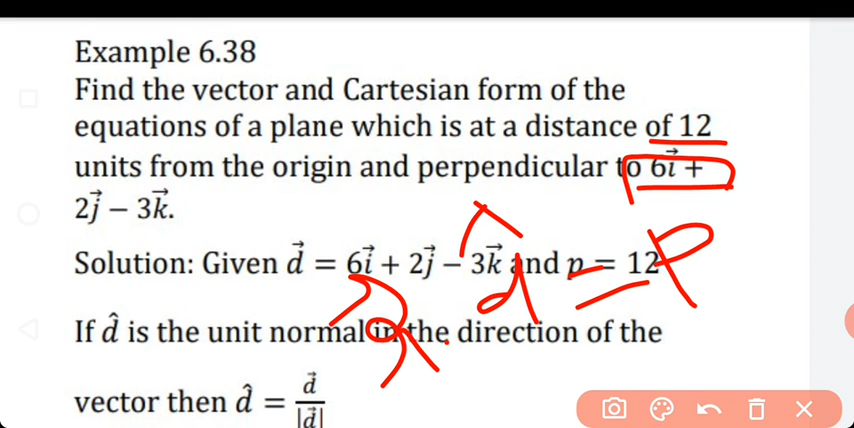 Example 6.38
Find the vector and Cartesian form of the
equations of a plane which is at a distance of 12
units from the origin and perpendicular to 6i⃗ +
2j⃗ − 3k⃗.
Solution: Given d⃗ = 6i⃗ + 2j⃗ − 3k⃗ and p = 12
If d̂ is the unit normal in the direction of the
vector then d̂ = d⃗/|d⃗|